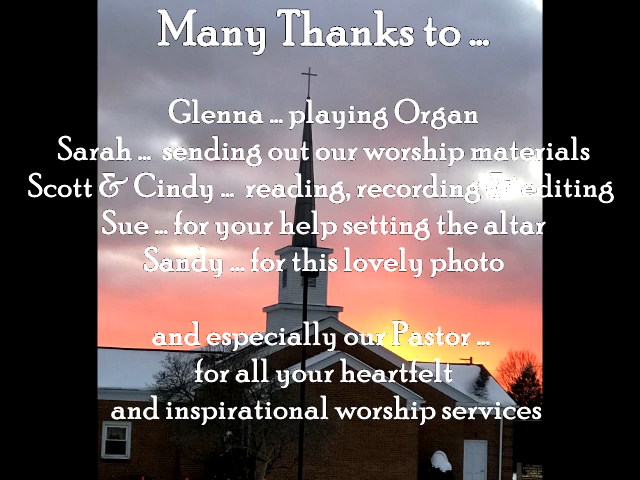 Many Thanks to ...
Glenna ... playing Organ
Sarah ... sending out our worship materials
Scott & Cindy ... reading, recording & editing
Sue ... for your help setting the altar
Sandy ... for this lovely photo
and especially our Pastor ...
for all your heartfelt
and inspirational worship services